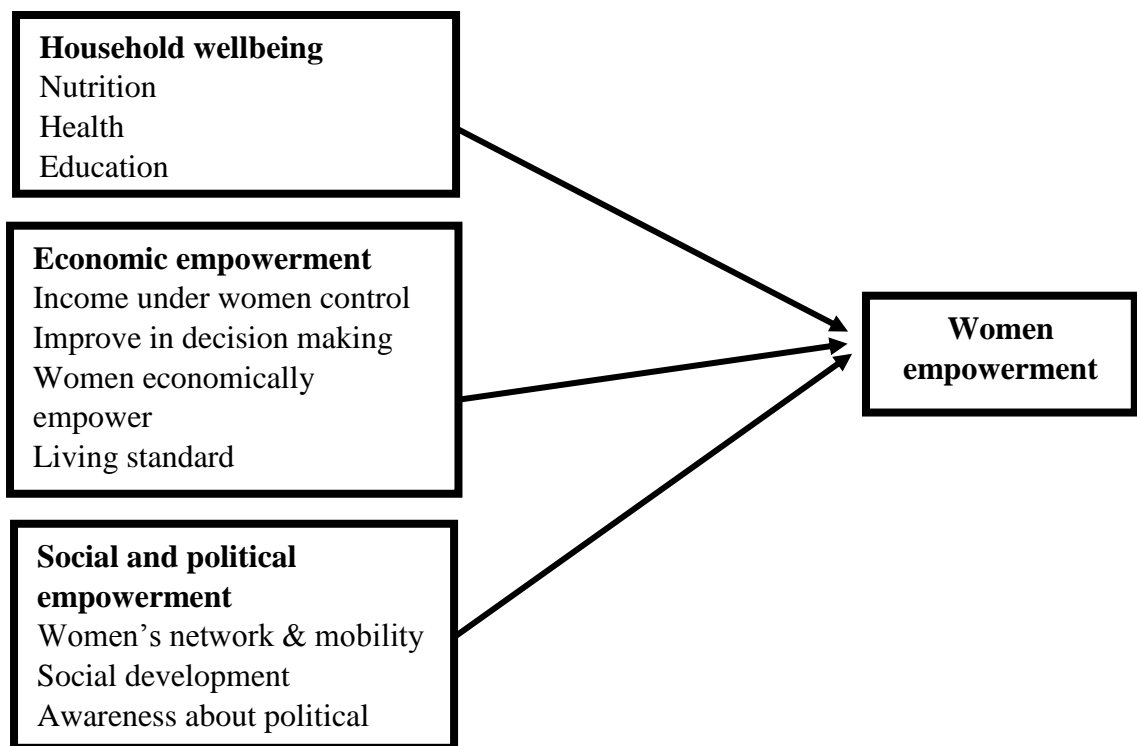 Household wellbeing
Nutrition
Health
Education
Economic empowerment
Income under women control
Improve in decision making
Women economically
empower
Living standard
Social and political
empowerment
Women’s network & mobility
Social development
Awareness about political
Women
empowerment